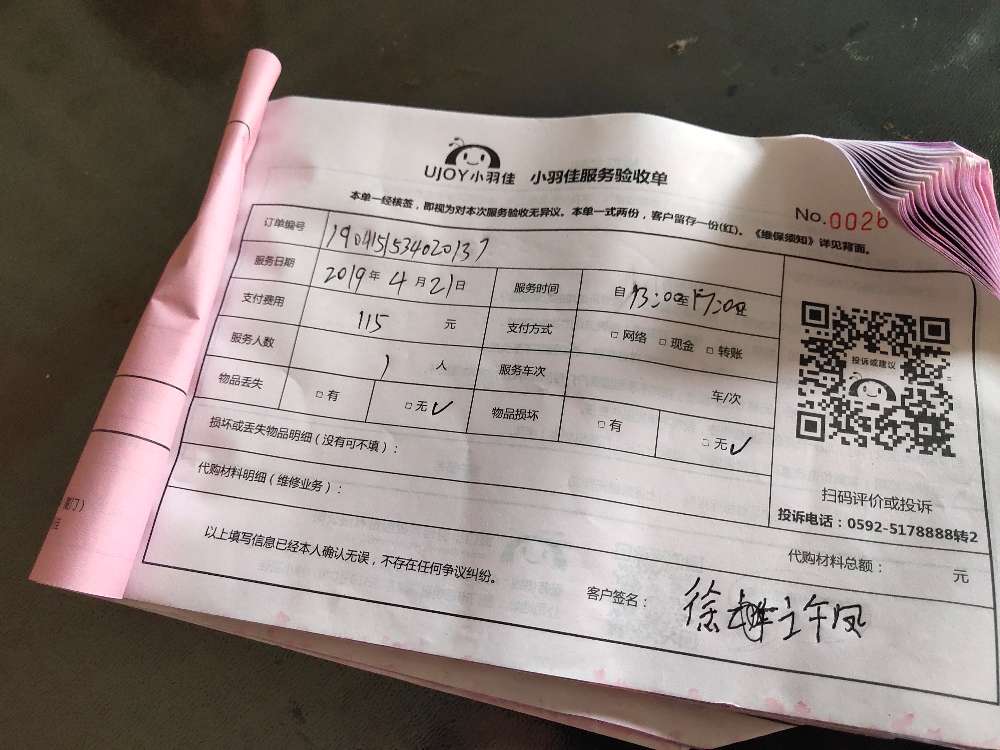 UJOY小羽佳 小羽佳服务验收单
本单一经核签，即视为对本次服务验收无异议。本单一式两份，客户留存一份(红)。《维保须知》详见背面。
No.0026
订单编号 1904151534020137
服务日期 2019年4月21日 服务时间 自13:00至17:00止
支付费用 115 元 支付方式 □网络 □现金 □转账
服务人数 1 人 服务车次 车/次
物品丢失 □有 □无✓ 物品损坏 □有 □无✓
投诉或建议
损坏或丢失物品明细（没有可不填）：
代购材料明细（维修业务）：
扫码评价或投诉
投诉电话：0592-5178888转2
代购材料总额： 元
以上填写信息已经本人确认无误，不存在任何争议纠纷。
客户签名： 徐